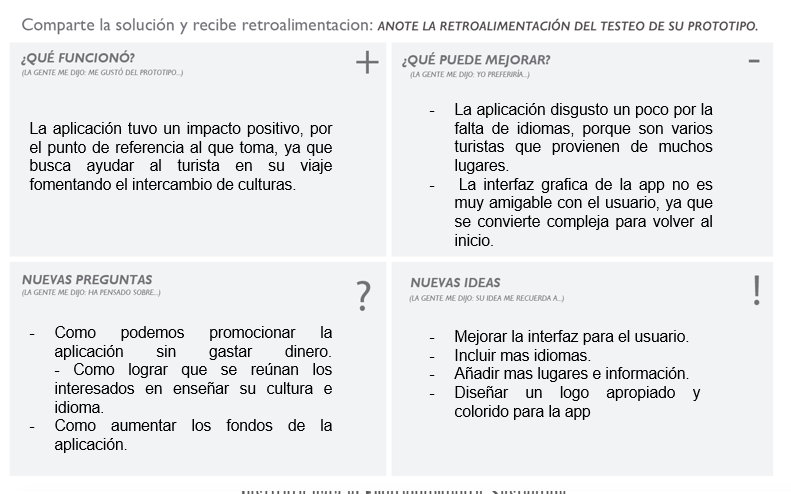 Comparte la solución y recibe retroalimentacion: ANOTE LA RETROALIMENTACIÓN DEL TESTEO DE SU PROTOTIPO.
¿QUÉ FUNCIONÓ?
+
(LA GENTE ME DIJO: ME GUSTÓ DEL PROTOTIPO...)
La aplicación tuvo un impacto positivo, por
el punto de referencia al que toma, ya que
busca ayudar al turista en su viaje
fomentando el intercambio de culturas.
¿QUÉ PUEDE MEJORAR?
-
(LA GENTE ME DIJO: YO PREFERIRÍA...)
- La aplicación disgusto un poco por la
falta de idiomas, porque son varios
turistas que provienen de muchos
lugares.
- La interfaz grafica de la app no es
muy amigable con el usuario, ya que
se convierte compleja para volver al
inicio.
NUEVAS PREGUNTAS
(LA GENTE ME DIJO: HA PENSADO SOBRE...)
?
- Como podemos promocionar la
aplicación sin gastar dinero.
- Como lograr que se reúnan los
interesados en enseñar su cultura e
idioma.
- Como aumentar los fondos de la
aplicación.
NUEVAS IDEAS
(LA GENTE ME DIJO: SU IDEA ME RECUERDA A...)
!
- Mejorar la interfaz para el usuario.
- Incluir mas idiomas.
- Añadir mas lugares e información.
- Diseñar un logo apropiado y
colorido para la app